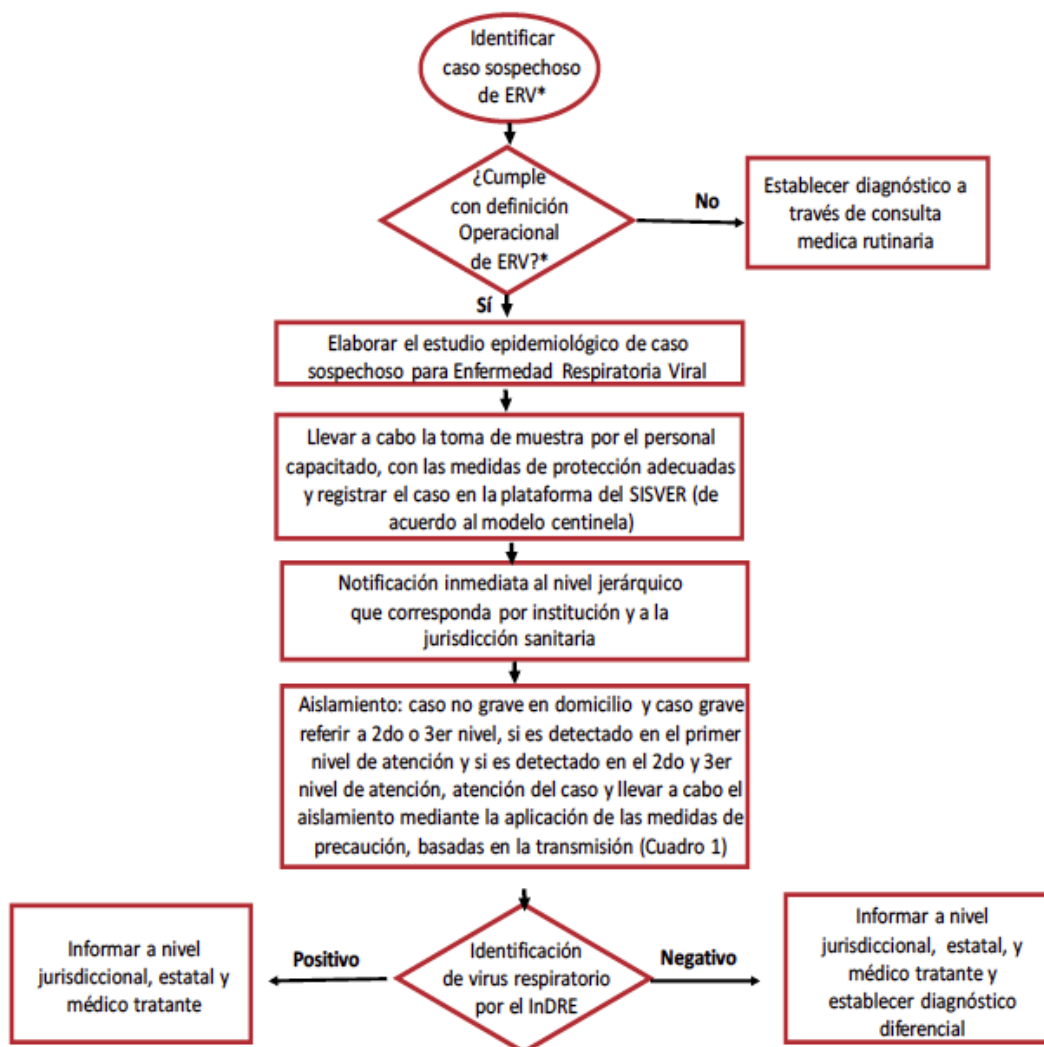 Identificar
caso sospechoso
de ERV*
¿Cumple
con definición
Operacional
de ERV?*
No
Establecer diagnóstico a
través de consulta
medica rutinaria
Sí
Elaborar el estudio epidemiológico de caso
sospechoso para Enfermedad Respiratoria Viral
Llevar a cabo la toma de muestra por el personal
capacitado, con las medidas de protección adecuadas
y registrar el caso en la plataforma del SISVER (de
acuerdo al modelo centinela)
Notificación inmediata al nivel jerárquico
que corresponda por institución y a la
jurisdicción sanitaria
Aislamiento: caso no grave en domicilio y caso grave
referir a 2do o 3er nivel, si es detectado en el primer
nivel de atención y si es detectado en el 2do y 3er
nivel de atención, atención del caso y llevar a cabo el
aislamiento mediante la aplicación de las medidas de
precaución, basadas en la transmisión (Cuadro 1)
Identificación
de virus respiratorio
por el InDRE
Positivo
Informar a nivel
jurisdiccional, estatal y
médico tratante
Negativo
Informar a nivel
jurisdiccional, estatal, y
médico tratante y
establecer diagnóstico
diferencial